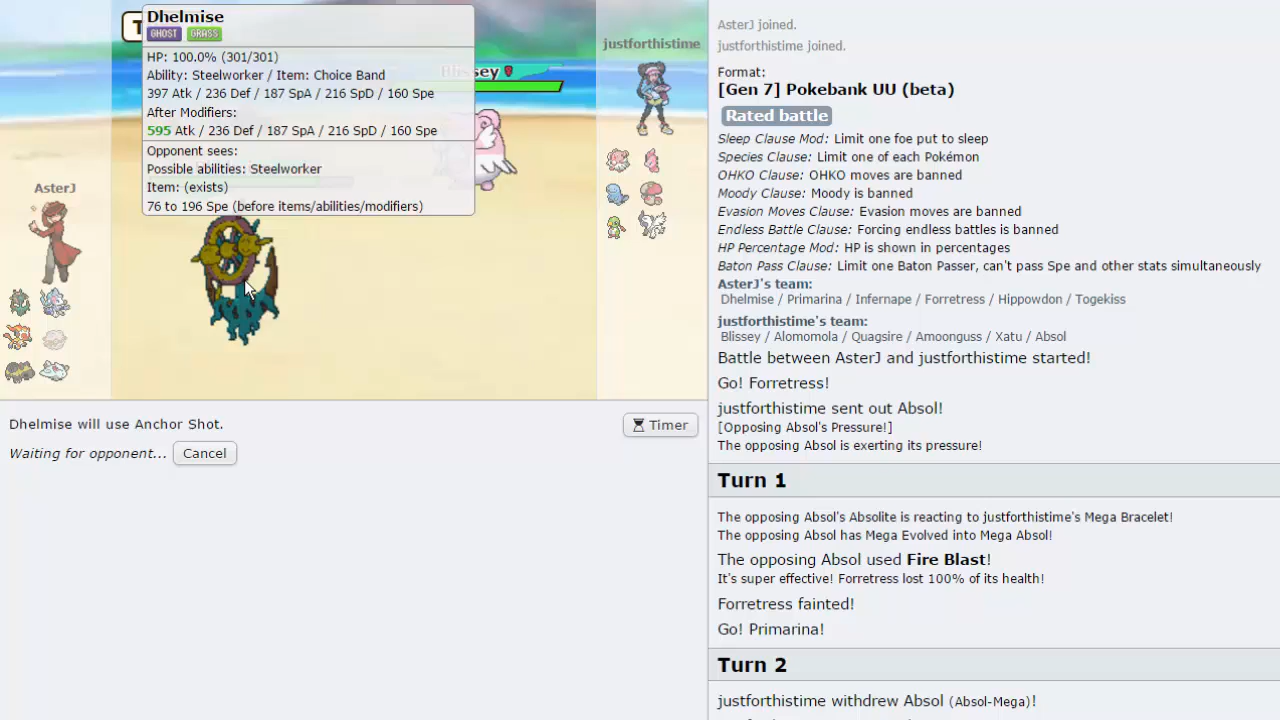 T
Dhelmise
GHOST GRASS
HP: 100.0% (301/301)
Ability: Steelworker / Item: Choice Band
397 Atk / 236 Def / 187 SpA / 216 SpD / 160 Spe
After Modifiers:
595 Atk / 236 Def / 187 SpA / 216 SpD / 160 Spe
Opponent sees:
Possible abilities: Steelworker
Item: (exists)
76 to 196 Spe (before items/abilities/modifiers)
Blissey
justforthistime
AsterJ
Dhelmise will use Anchor Shot.
Timer
Waiting for opponent... Cancel
AsterJ joined.
justforthistime joined.
Format:
[Gen 7] Pokebank UU (beta)
Rated battle
Sleep Clause Mod: Limit one foe put to sleep
Species Clause: Limit one of each Pokémon
OHKO Clause: OHKO moves are banned
Moody Clause: Moody is banned
Evasion Moves Clause: Evasion moves are banned
Endless Battle Clause: Forcing endless battles is banned
HP Percentage Mod: HP is shown in percentages
Baton Pass Clause: Limit one Baton Passer, can't pass Spe and other stats simultaneously
AsterJ's team:
Dhelmise / Primarina / Infernape / Forretress / Hippowdon / Togekiss
justforthistime's team:
Blissey / Alomomola / Quagsire / Amoonguss / Xatu / Absol
Battle between AsterJ and justforthistime started!
Go! Forretress!
justforthistime sent out Absol!
[Opposing Absol's Pressure!]
The opposing Absol is exerting its pressure!
Turn 1
The opposing Absol's Absolite is reacting to justforthistime's Mega Bracelet!
The opposing Absol has Mega Evolved into Mega Absol!
The opposing Absol used Fire Blast!
It's super effective! Forretress lost 100% of its health!
Forretress fainted!
Go! Primarina!
Turn 2
justforthistime withdrew Absol (Absol-Mega)!